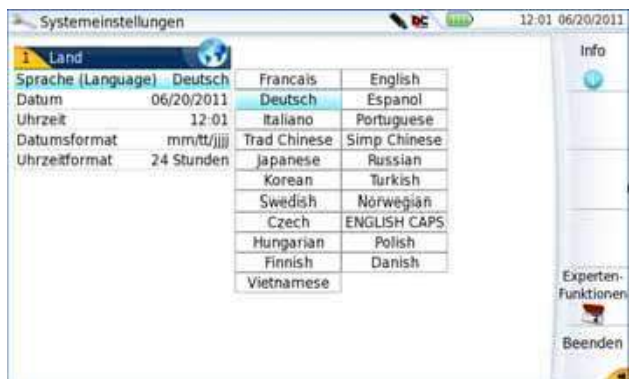 Systemeinstellungen DC 12:01 06/20/2011
1 Land
Sprache (Language) Deutsch
Datum 06/20/2011
Uhrzeit 12:01
Datumsformat mm/tt/jjjj
Uhrzeitformat 24 Stunden
Francais English
Deutsch Espanol
Italiano Portuguese
Trad Chinese Simp Chinese
Japanese Russian
Korean Turkish
Swedish Norwegian
Czech ENGLISH CAPS
Hungarian Polish
Finnish Danish
Vietnamese
Info
Experten-
Funktionen
Beenden